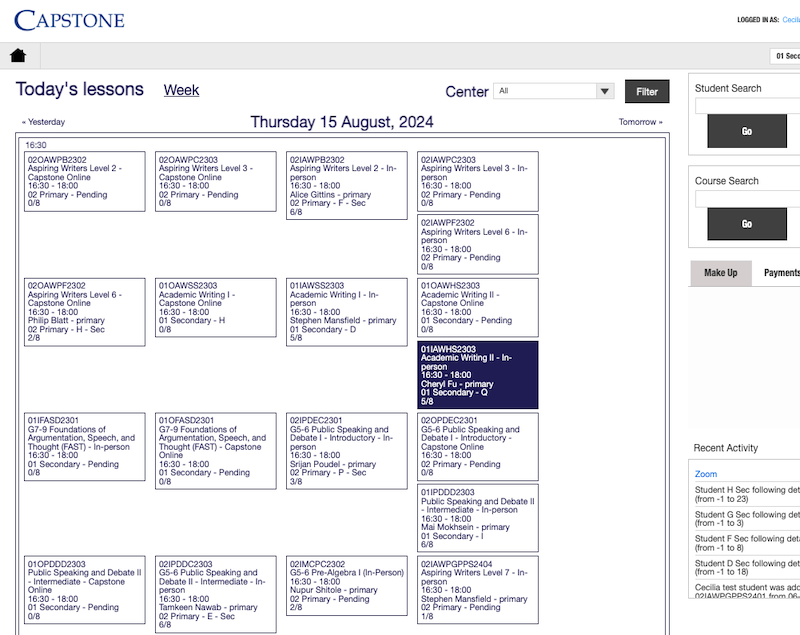 CAPSTONE
LOGGED IN AS: Cecili
01 Seco
Today's lessons Week
Center All Filter
« Yesterday Thursday 15 August, 2024 Tomorrow »
16:30
02OAWPB2302
Aspiring Writers Level 2 -
Capstone Online
16:30 - 18:00
02 Primary - Pending
0/8
02OAWPC2303
Aspiring Writers Level 3 -
Capstone Online
16:30 - 18:00
02 Primary - Pending
0/8
02IAWPB2302
Aspiring Writers Level 2 - In-
person
16:30 - 18:00
Alice Gittins - primary
02 Primary - F - Sec
6/8
02IAWPC2303
Aspiring Writers Level 3 - In-
person
16:30 - 18:00
02 Primary - Pending
0/8
02IAWPF2302
Aspiring Writers Level 6 - In-
person
16:30 - 18:00
02 Primary - Pending
0/8
02OAWPF2302
Aspiring Writers Level 6 -
Capstone Online
16:30 - 18:00
Philip Blatt - primary
02 Primary - H - Sec
2/8
01OAWSS2303
Academic Writing I -
Capstone Online
16:30 - 18:00
01 Secondary - H
0/8
01IAWSS2303
Academic Writing I - In-
person
16:30 - 18:00
Stephen Mansfield - primary
01 Secondary - D
5/8
01OAWHS2303
Academic Writing II -
Capstone Online
16:30 - 18:00
01 Secondary - Pending
0/8
01IAWHS2303
Academic Writing II - In-
person
16:30 - 18:00
Cheryl Fu - primary
01 Secondary - Q
5/8
01IFASD2301
G7-9 Foundations of
Argumentation, Speech, and
Thought (FAST) - In-person
16:30 - 18:00
01 Secondary - Pending
0/8
01OFASD2301
G7-9 Foundations of
Argumentation, Speech, and
Thought (FAST) - Capstone
Online
16:30 - 18:00
01 Secondary - Pending
0/8
02IPDEC2301
G5-6 Public Speaking and
Debate I - Introductory - In-
person
16:30 - 18:00
Srijan Poudel - primary
02 Primary - P - Sec
3/8
02OPDEC2301
G5-6 Public Speaking and
Debate I - Introductory -
Capstone Online
16:30 - 18:00
02 Primary - Pending
0/8
01IPDDD2303
Public Speaking and Debate II
- Intermediate - In-person
16:30 - 18:00
Mai Mokhsein - primary
01 Secondary - I
6/8
01OPDDD2303
Public Speaking and Debate II
- Intermediate - Capstone
Online
16:30 - 18:00
01 Secondary - Pending
0/8
02IPDDC2303
G5-6 Public Speaking and
Debate II - Intermediate - In-
person
16:30 - 18:00
Tamkeen Nawab - primary
02 Primary - E - Sec
6/8
02IMCPC2302
G5-6 Pre-Algebra I (In-Person)
16:30 - 18:00
Nupur Shitole - primary
02 Primary - Pending
2/8
02IAWPGPPS2404
Aspiring Writers Level 7 - In-
person
16:30 - 18:00
Stephen Mansfield - primary
02 Primary - Pending
1/8
Student Search
Go
Course Search
Go
Make Up Payments
Recent Activity
Zoom
Student H Sec following det
(from -1 to 23)
Student G Sec following det
(from -1 to 3)
Student F Sec following deta
(from -1 to 8)
Student D Sec following det
(from -1 to 18)
Cecilia test student was add
02IAWPGPPS2401 from 06-